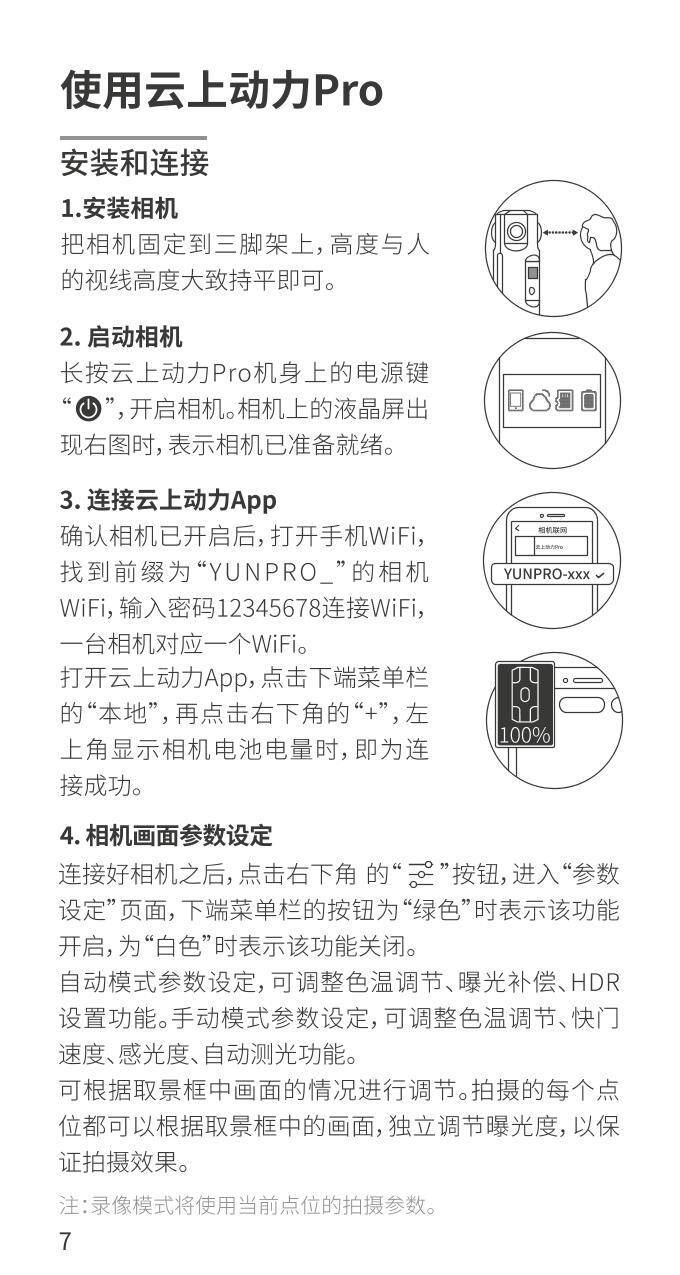 使用云上动力Pro
安装和连接
1.安装相机
把相机固定到三脚架上，高度与人
的视线高度大致持平即可。
2. 启动相机
长按云上动力Pro机身上的电源键
“ ”，开启相机。相机上的液晶屏出
现右图时，表示相机已准备就绪。
3. 连接云上动力App
确认相机已开启后，打开手机WiFi，
找到前缀为“YUNPRO_”的相机
WiFi，输入密码12345678连接WiFi，
一台相机对应一个WiFi。
打开云上动力App，点击下端菜单栏
的“本地”，再点击右下角的“+”，左
上角显示相机电池电量时，即为连
接成功。
相机联网
云上动力Pro
YUNPRO-xxx
100%
4. 相机画面参数设定
连接好相机之后，点击右下角 的“ ”按钮，进入“参数
设定”页面，下端菜单栏的按钮为“绿色”时表示该功能
开启，为“白色”时表示该功能关闭。
自动模式参数设定，可调整色温调节、曝光补偿、HDR
设置功能。手动模式参数设定，可调整色温调节、快门
速度、感光度、自动测光功能。
可根据取景框中画面的情况进行调节。拍摄的每个点
位都可以根据取景框中的画面，独立调节曝光度，以保
证拍摄效果。
注：录像模式将使用当前点位的拍摄参数。
7